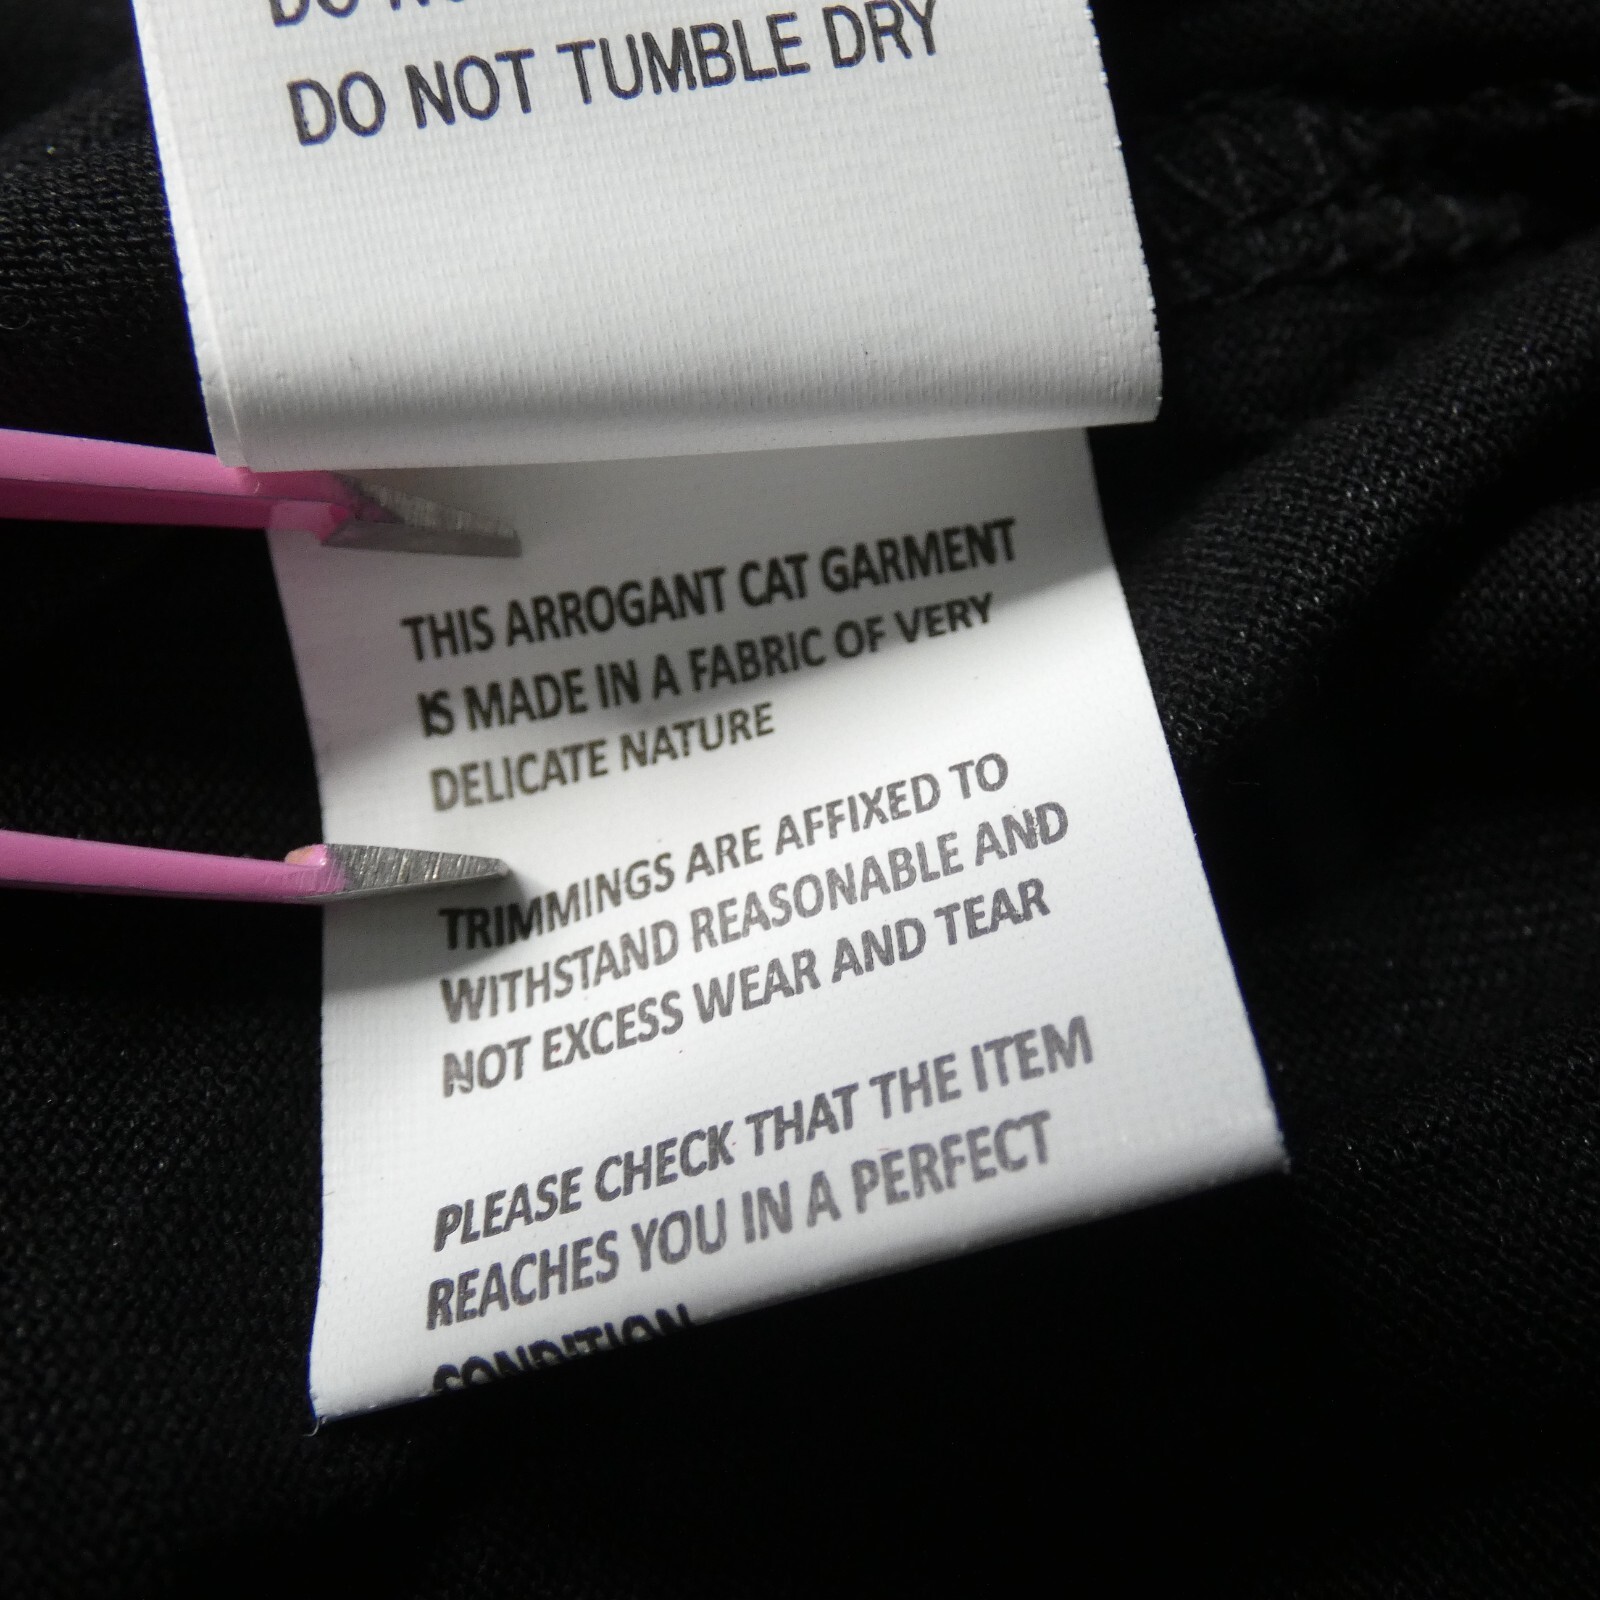 DO NOT TUMBLE DRY
THIS ARROGANT CAT GARMENT
IS MADE IN A FABRIC OF VERY
DELICATE NATURE
TRIMMINGS ARE AFFIXED TO
WITHSTAND REASONABLE AND
NOT EXCESS WEAR AND TEAR
PLEASE CHECK THAT THE ITEM
REACHES YOU IN A PERFECT
CONDITION